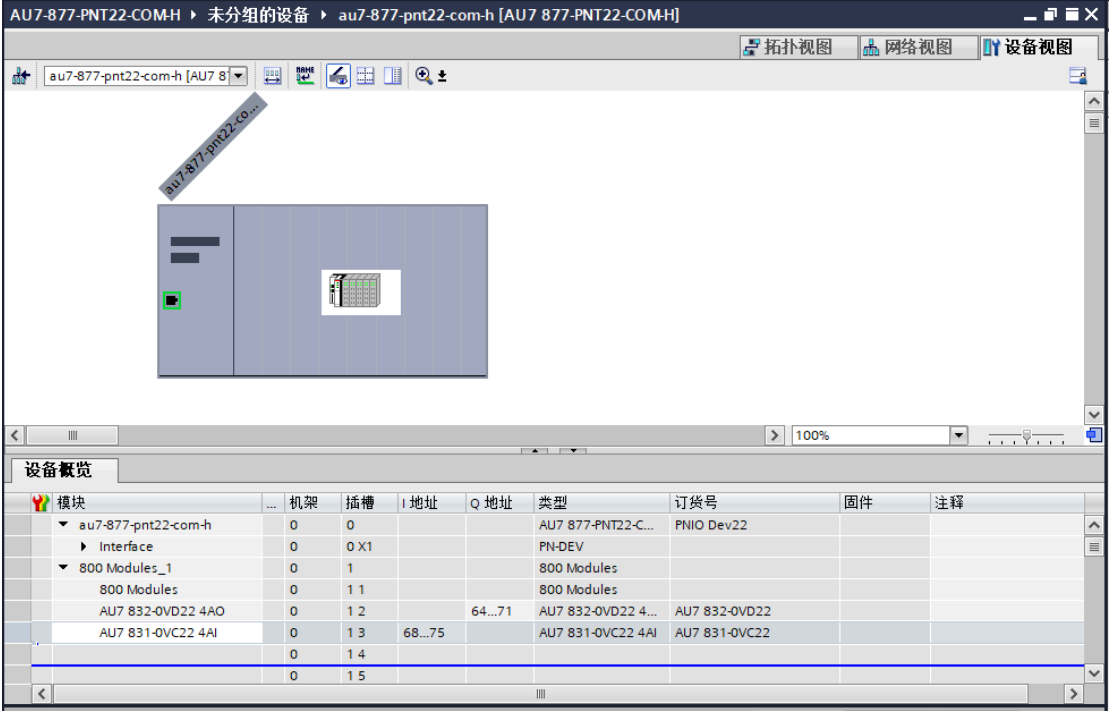 AU7-877-PNT22-COM-H ▸ 未分组的设备 ▸ au7-877-pnt22-com-h [AU7 877-PNT22-COM-H]
拓扑视图 网络视图 设备视图
au7-877-pnt22-com-h [AU7 8
au7-877-pnt22-co...
100%
设备概览
模块 ... 机架 插槽 I 地址 Q 地址 类型 订货号 固件 注释
au7-877-pnt22-com-h 0 0 AU7 877-PNT22-C... PNIO Dev22
Interface 0 0 X1 PN-DEV
800 Modules_1 0 1 800 Modules
800 Modules 0 1 1 800 Modules
AU7 832-0VD22 4AO 0 1 2 64...71 AU7 832-0VD22 4... AU7 832-0VD22
AU7 831-0VC22 4AI 0 1 3 68...75 AU7 831-0VC22 4AI AU7 831-0VC22
0 1 4
0 1 5